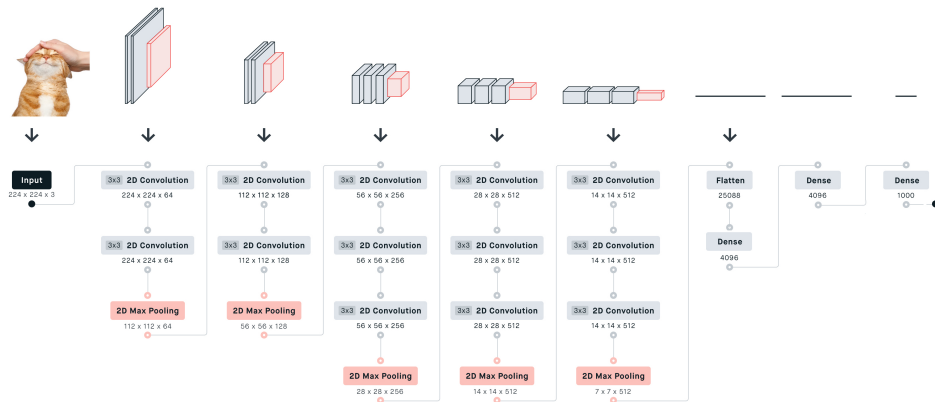 Input
224 x 224 x 3
3x3 2D Convolution
224 x 224 x 64
3x3 2D Convolution
224 x 224 x 64
2D Max Pooling
112 x 112 x 64
3x3 2D Convolution
112 x 112 x 128
3x3 2D Convolution
112 x 112 x 128
2D Max Pooling
56 x 56 x 128
3x3 2D Convolution
56 x 56 x 256
3x3 2D Convolution
56 x 56 x 256
3x3 2D Convolution
56 x 56 x 256
2D Max Pooling
28 x 28 x 256
3x3 2D Convolution
28 x 28 x 512
3x3 2D Convolution
28 x 28 x 512
3x3 2D Convolution
28 x 28 x 512
2D Max Pooling
14 x 14 x 512
3x3 2D Convolution
14 x 14 x 512
3x3 2D Convolution
14 x 14 x 512
3x3 2D Convolution
14 x 14 x 512
2D Max Pooling
7 x 7 x 512
Flatten
25088
Dense
4096
Dense
4096
Dense
1000